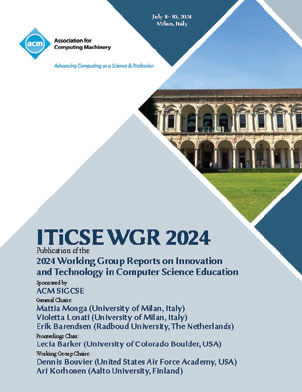 July 8-10, 2024
Milan, Italy
acm
Association for
Computing Machinery
Advancing Computing as a Science & Profession
ITiCSE WGR 2024
Publication of the
2024 Working Group Reports on Innovation
and Technology in Computer Science Education
Sponsored by
ACM SIGCSE
General Chairs:
Mattia Monga (University of Milan, Italy)
Violetta Lonati (University of Milan, Italy)
Erik Barendsen (Radboud University, The Netherlands)
Proceedings Chair:
Lecia Barker (University of Colorado Boulder, USA)
Working Group Chairs:
Dennis Bouvier (United States Air Force Academy, USA)
Ari Korhonen (Aalto University, Finland)